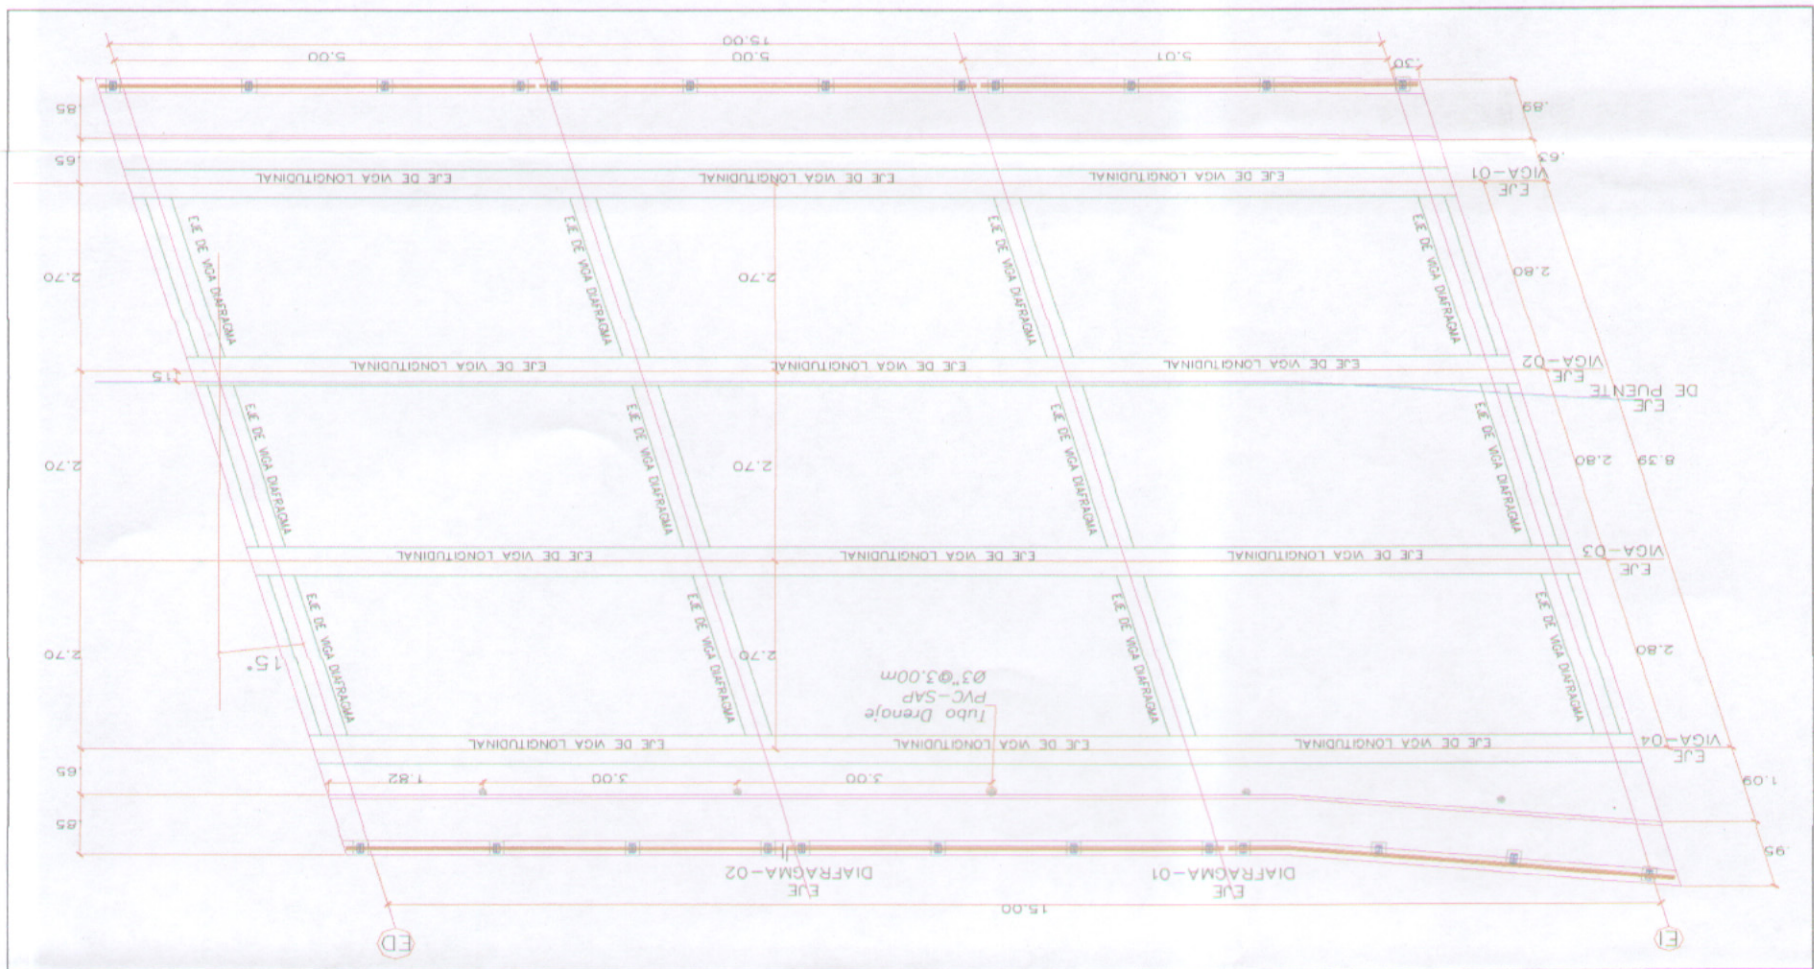 EI
ED
15.00
EJE
DIAFRAGMA-01
EJE
DIAFRAGMA-02
.95
.85
1.09
3.00
3.00
1.82
.65
EJE
VIGA-04
EJE DE VIGA LONGITUDINAL
EJE DE VIGA LONGITUDINAL
EJE DE VIGA LONGITUDINAL
Tubo Drenaje
PVC-SAP
Ø3"@3.00m
15°
2.80
2.70
2.70
EJE DE VIGA DIAFRAGMA
EJE DE VIGA DIAFRAGMA
EJE DE VIGA DIAFRAGMA
EJE DE VIGA DIAFRAGMA
EJE
VIGA-03
EJE DE VIGA LONGITUDINAL
EJE DE VIGA LONGITUDINAL
EJE DE VIGA LONGITUDINAL
8.39
2.80
2.70
2.70
EJE DE VIGA DIAFRAGMA
EJE DE VIGA DIAFRAGMA
EJE DE VIGA DIAFRAGMA
EJE DE VIGA DIAFRAGMA
EJE
DE PUENTE
EJE
VIGA-02
.15
EJE DE VIGA LONGITUDINAL
EJE DE VIGA LONGITUDINAL
EJE DE VIGA LONGITUDINAL
2.80
2.70
2.70
EJE DE VIGA DIAFRAGMA
EJE DE VIGA DIAFRAGMA
EJE DE VIGA DIAFRAGMA
EJE DE VIGA DIAFRAGMA
EJE
VIGA-01
EJE DE VIGA LONGITUDINAL
EJE DE VIGA LONGITUDINAL
EJE DE VIGA LONGITUDINAL
.63
.65
.89
.85
.30
5.01
5.00
5.00
15.00